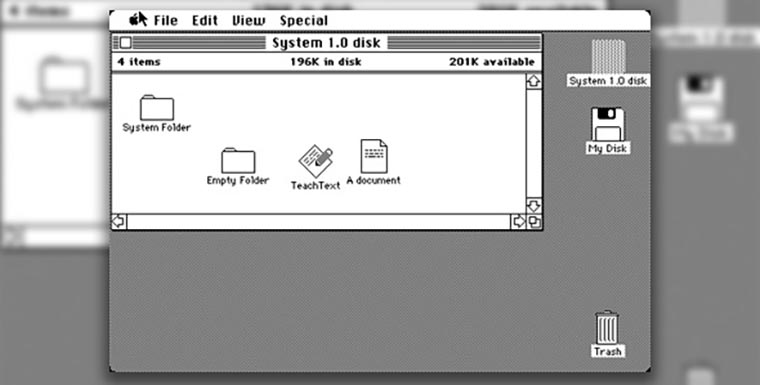 File Edit View Special
System 1.0 disk
4 items 196K in disk 201K available
System Folder
Empty Folder
TeachText
A document
System 1.0 disk
My Disk
Trash